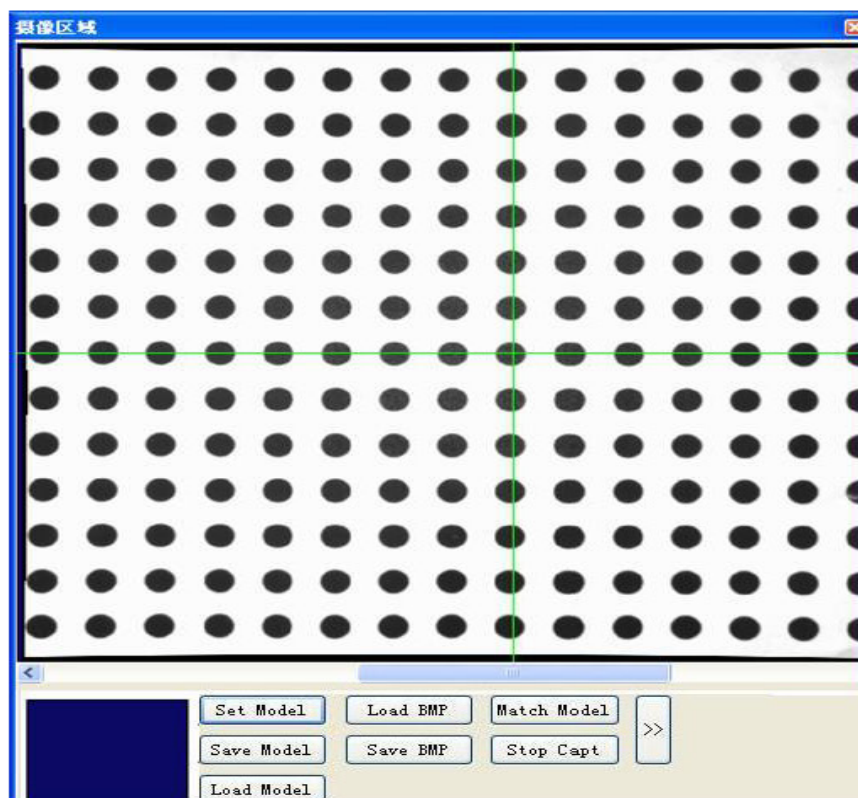 摄像区域
Set Model Load BMP Match Model >>
Save Model Save BMP Stop Capt
Load Model